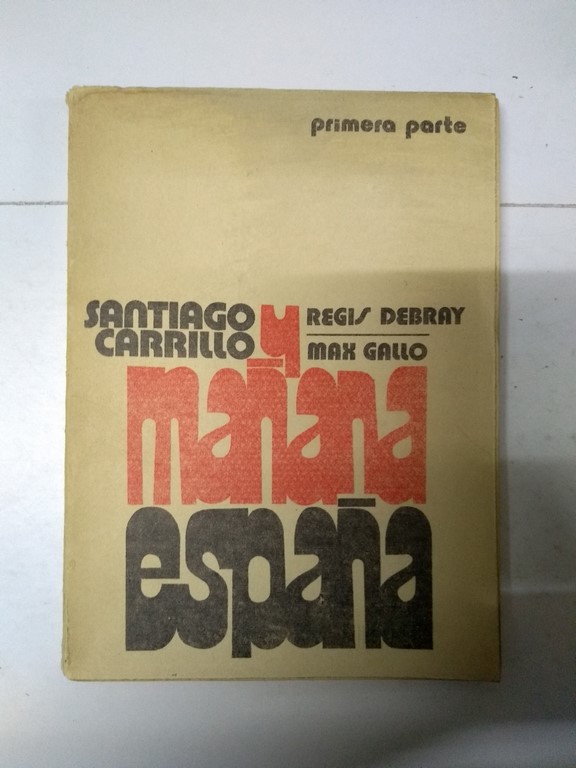 primera parte
SANTIAGO
CARRILLO
y
REGIS DEBRAY
MAX GALLO
mañana
españa